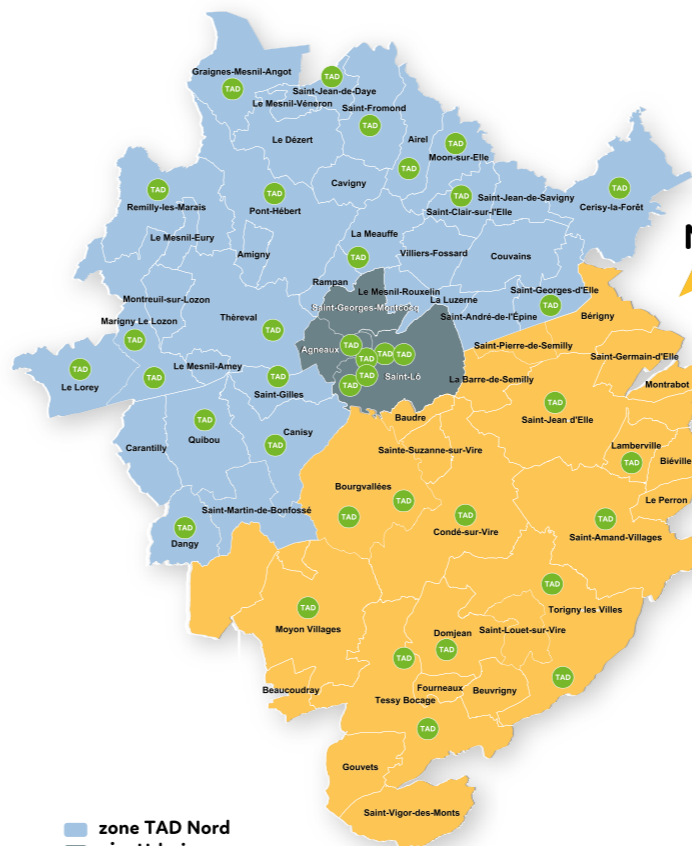 Graignes-Mesnil-Angot
TAD
TAD
Saint-Jean-de-Daye
Le Mesnil-Véneron
Saint-Fromond
TAD
Le Dézert
Airel
TAD
Moon-sur-Elle
TAD
Cavigny
TAD
Remilly-les-Marais
TAD
Pont-Hébert
TAD
Saint-Clair-sur-l'Elle
Saint-Jean-de-Savigny
TAD
Cerisy-la-Forêt
Le Mesnil-Eury
Amigny
La Meauffe
TAD
Villiers-Fossard
Couvains
Rampan
Le Mesnil-Rouxelin
Saint-Georges-d'Elle
TAD
Montreuil-sur-Lozon
Saint-Georges-Montcocq
La Luzerne
Saint-André-de-l'Épine
Bérigny
Marigny Le Lozon
TAD
Thèreval
TAD
Agneaux
TAD
TAD
TAD
TAD
TAD
TAD
Saint-Lô
Saint-Pierre-de-Semilly
Saint-Germain-d'Elle
TAD
Le Lorey
TAD
Le Mesnil-Amey
TAD
Saint-Gilles
La Barre-de-Semilly
Montrabot
TAD
Saint-Jean d'Elle
Baudre
TAD
Quibou
Canisy
TAD
Carantilly
Sainte-Suzanne-sur-Vire
Lamberville
TAD
Biéville
Bourgvallées
TAD
TAD
Le Perron
Saint-Martin-de-Bonfossé
TAD
Dangy
TAD
Condé-sur-Vire
TAD
Saint-Amand-Villages
TAD
Torigny les Villes
TAD
Moyon Villages
Domjean
TAD
Saint-Louet-sur-Vire
TAD
TAD
Beaucoudray
Tessy Bocage
Fourneaux
Beuvrigny
TAD
Gouvets
Saint-Vigor-des-Monts
zone TAD Nord